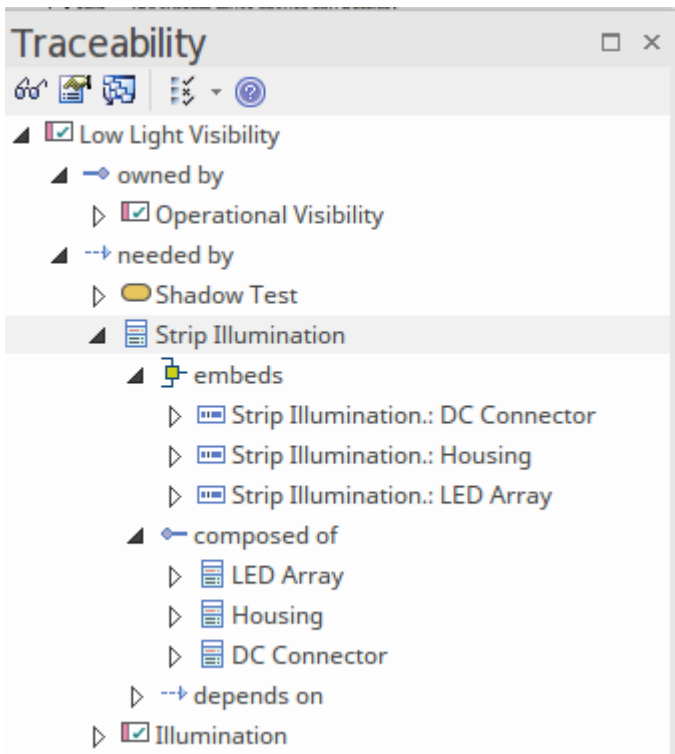 Traceability
Low Light Visibility
owned by
Operational Visibility
needed by
Shadow Test
Strip Illumination
embeds
Strip Illumination.: DC Connector
Strip Illumination.: Housing
Strip Illumination.: LED Array
composed of
LED Array
Housing
DC Connector
depends on
Illumination